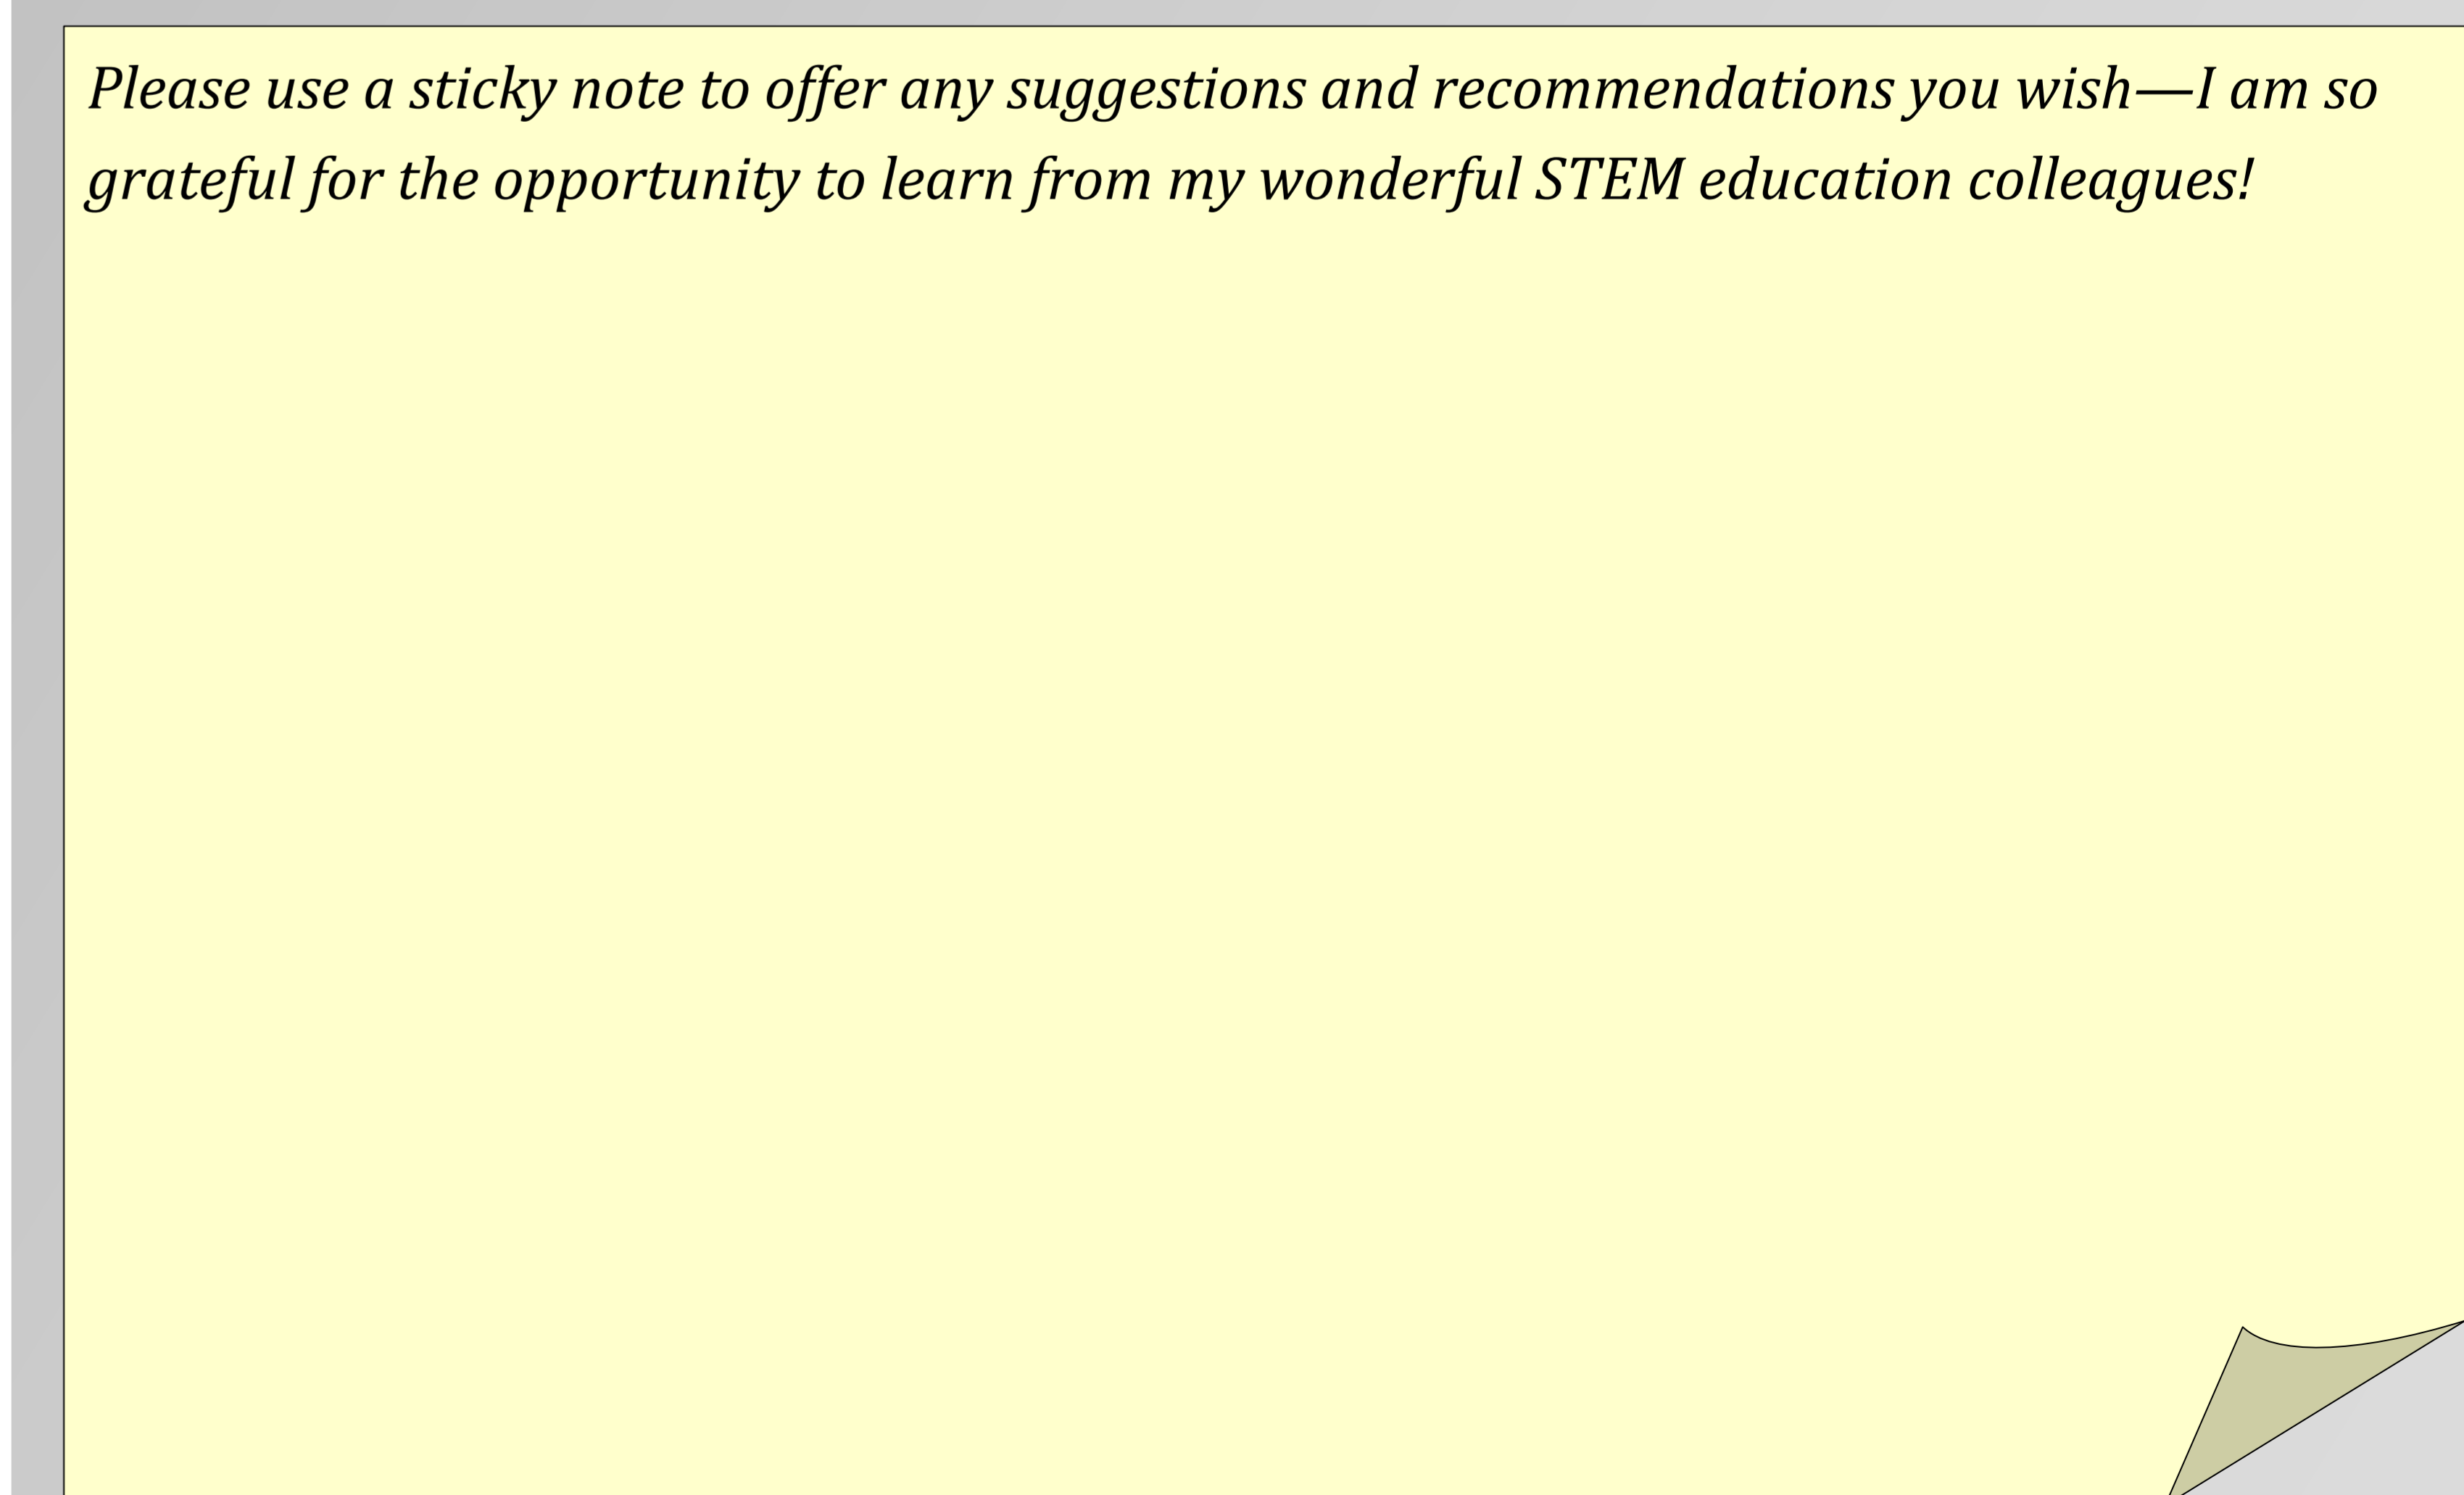 Please use a sticky note to offer any suggestions and recommendations you wish—I am so
grateful for the opportunity to learn from my wonderful STEM education colleagues!